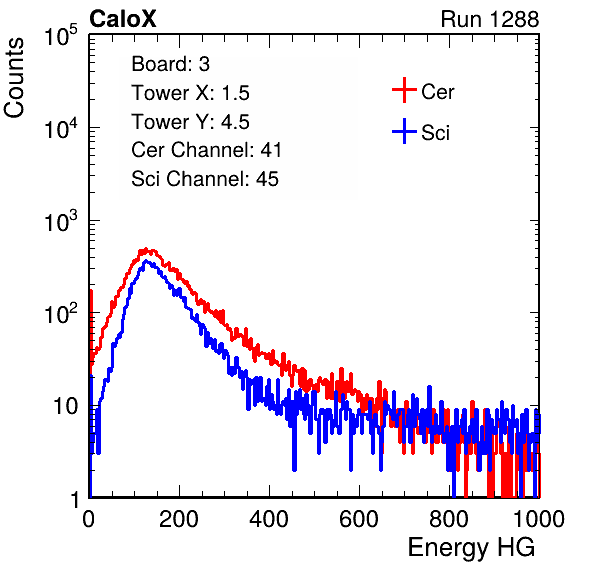 CaloX Run 1288
Counts
10^5
10^4
10^3
10^2
10
1
Board: 3
Tower X: 1.5
Tower Y: 4.5
Cer Channel: 41
Sci Channel: 45
Cer
Sci
0 200 400 600 800 1000
Energy HG